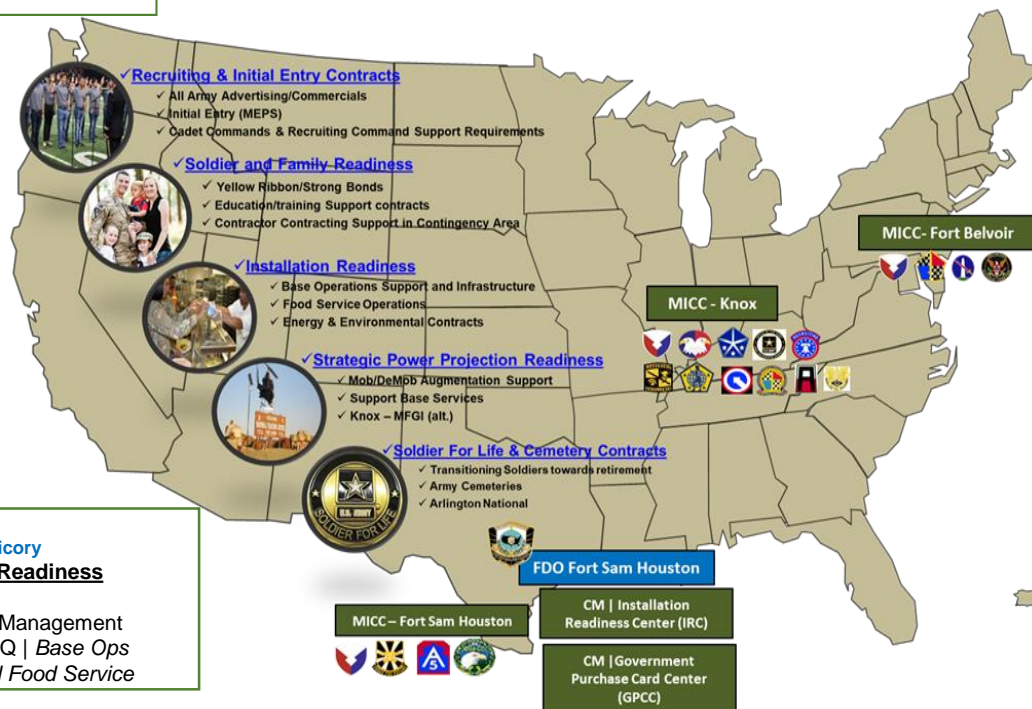 ✓Recruiting & Initial Entry Contracts
✓ All Army Advertising/Commercials
✓ Initial Entry (MEPS)
✓ Cadet Commands & Recruiting Command Support Requirements
✓Soldier and Family Readiness
✓ Yellow Ribbon/Strong Bonds
✓ Education/training Support contracts
✓ Contractor Contracting Support in Contingency Area
✓Installation Readiness
✓ Base Operations Support and Infrastructure
✓ Food Service Operations
✓ Energy & Environmental Contracts
✓Strategic Power Projection Readiness
✓ Mob/DeMob Augmentation Support
✓ Support Base Services
✓ Knox – MFGI (alt.)
✓Soldier For Life & Cemetery Contracts
✓ Transitioning Soldiers towards retirement
✓ Army Cemeteries
✓ Arlington National
U.S. ARMY
SOLDIER FOR LIFE
MICC- Fort Belvoir
MICC - Knox
FDO Fort Sam Houston
MICC – Fort Sam Houston
CM | Installation
Readiness Center (IRC)
CM |Government
Purchase Card Center
(GPCC)
icory
Readiness
Management
Q | Base Ops
Food Service